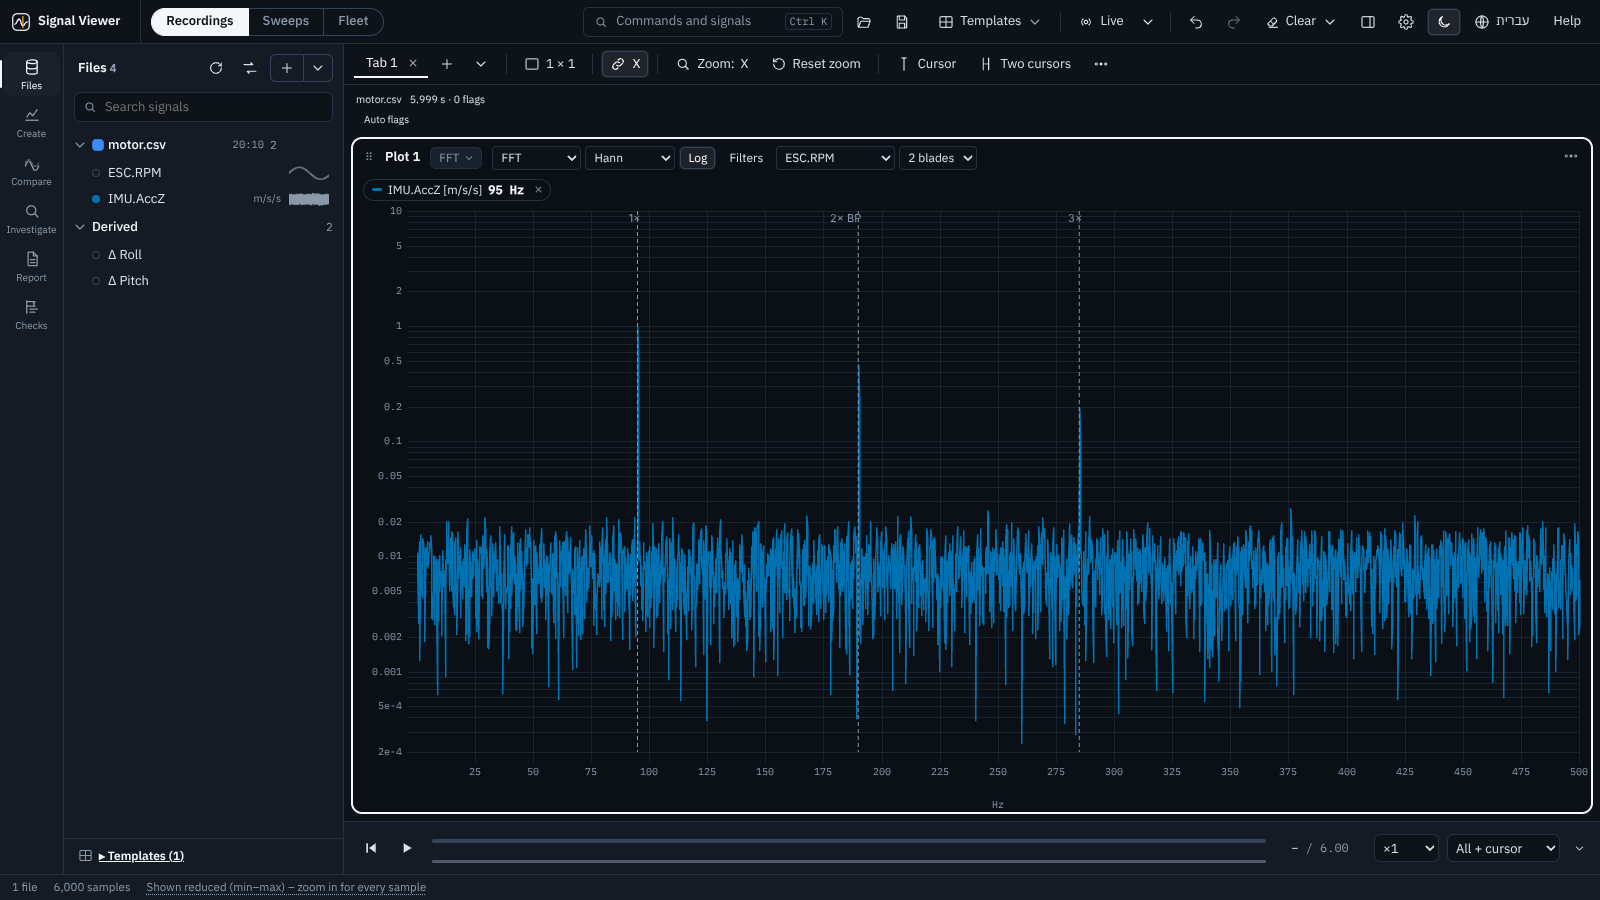 Signal Viewer
Recordings Sweeps Fleet
Commands and signals Ctrl K
Templates
Live
Clear
עברית
Help
Files
Create
Compare
Investigate
Report
Checks
Files 4
Search signals
motor.csv 20:10 2
ESC.RPM
IMU.AccZ m/s/s
Derived 2
Δ Roll
Δ Pitch
▸ Templates (1)
Tab 1 × +
1 × 1
X
Zoom: X
Reset zoom
Cursor
Two cursors
motor.csv 5.999 s · 0 flags
Auto flags
Plot 1 FFT FFT Hann Log Filters ESC.RPM 2 blades
IMU.AccZ [m/s/s] 95 Hz ×
1× 2× BP 3×
10
5
2
1
0.5
0.2
0.1
0.05
0.02
0.01
0.005
0.002
0.001
5e-4
2e-4
25 50 75 100 125 150 175 200 225 250 275 300 325 350 375 400 425 450 475 500
Hz
– / 6.00 ×1 All + cursor
1 file 6,000 samples Shown reduced (min–max) – zoom in for every sample